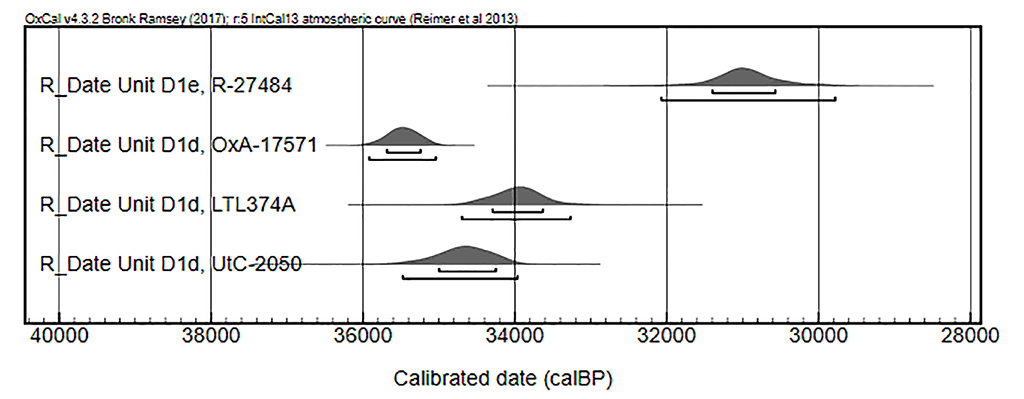 OxCal v4.3.2 Bronk Ramsey (2017); r:5 IntCal13 atmospheric curve (Reimer et al 2013)
R_Date Unit D1e, R-27484
R_Date Unit D1d, OxA-17571
R_Date Unit D1d, LTL374A
R_Date Unit D1d, UtC-2050
40000 38000 36000 34000 32000 30000 28000
Calibrated date (calBP)